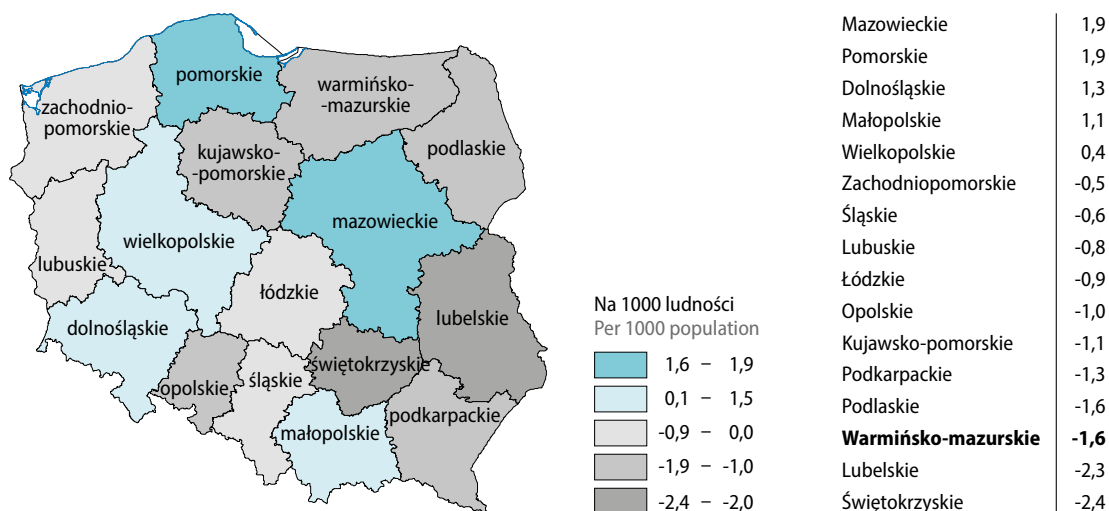 pomorskie
warmińsko-
-mazurskie
zachodnio-
pomorskie
kujawsko-
-pomorskie
podlaskie
mazowieckie
wielkopolskie
lubuskie
łódzkie
dolnośląskie
lubelskie
opolskie
śląskie
świętokrzyskie
małopolskie
podkarpackie
Na 1000 ludności
Per 1000 population
1,6 – 1,9
0,1 – 1,5
-0,9 – 0,0
-1,9 – -1,0
-2,4 – -2,0
Mazowieckie 1,9
Pomorskie 1,9
Dolnośląskie 1,3
Małopolskie 1,1
Wielkopolskie 0,4
Zachodniopomorskie -0,5
Śląskie -0,6
Lubuskie -0,8
Łódzkie -0,9
Opolskie -1,0
Kujawsko-pomorskie -1,1
Podkarpackie -1,3
Podlaskie -1,6
Warmińsko-mazurskie -1,6
Lubelskie -2,3
Świętokrzyskie -2,4